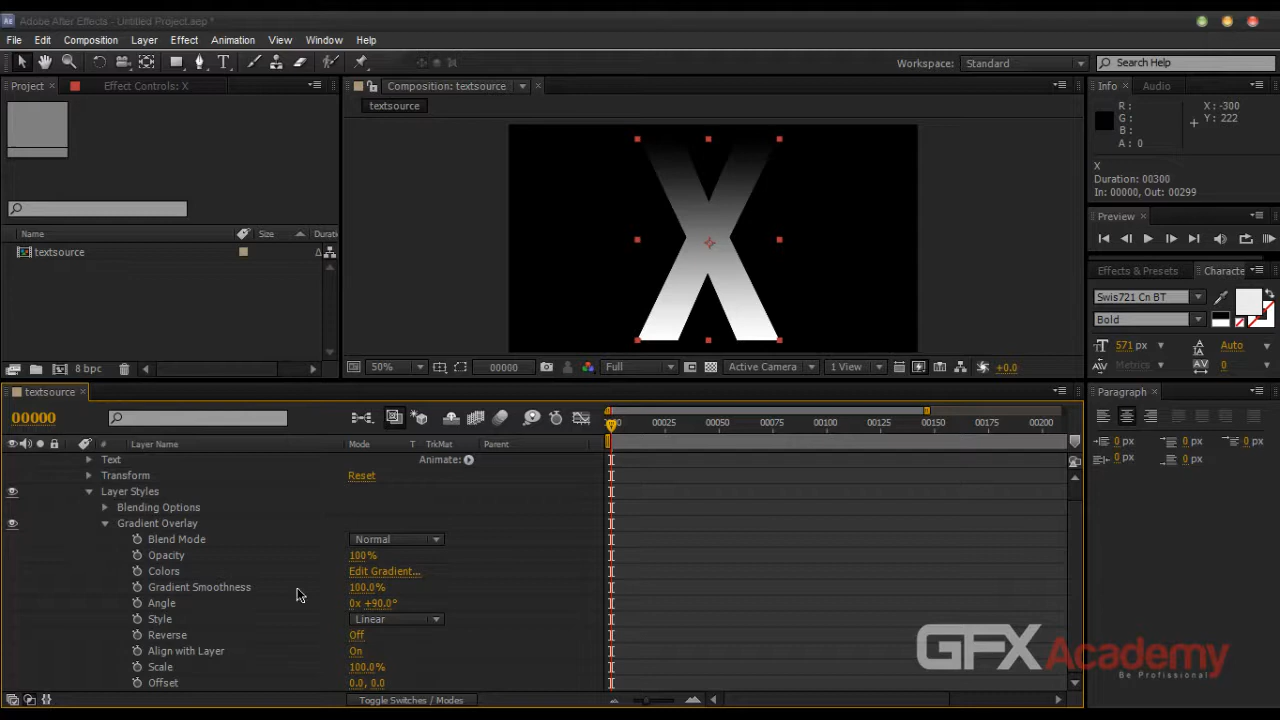 Adobe After Effects - Untitled Project.aep *
File Edit Composition Layer Effect Animation View Window Help
Workspace: Standard Search Help
Project Effect Controls: X
Composition: textsource
textsource
Info Audio
R :
G :
B :
A : 0
X : -300
Y : 222
X
Duration: 00300
In: 00000, Out: 00299
Preview
Name Size Durati
textsource
Effects & Presets Characte
Swis721 Cn BT
Bold
571 px Auto
Metrics 0
8 bpc
50% 00000 Full Active Camera 1 View +0.0
textsource
Paragraph
00000
00025 00050 00075 00100 00125 00150 00175 00200
# Layer Name Mode T TrkMat Parent
0 px 0 px 0 px
0 px 0 px
Text Animate:
Transform Reset
Layer Styles
Blending Options
Gradient Overlay
Blend Mode Normal
Opacity 100%
Colors Edit Gradient...
Gradient Smoothness 100.0%
Angle 0x +90.0°
Style Linear
Reverse Off
Align with Layer On
Scale 100.0%
Offset 0.0, 0.0
Toggle Switches / Modes
GFXAcademy
Be Profissional